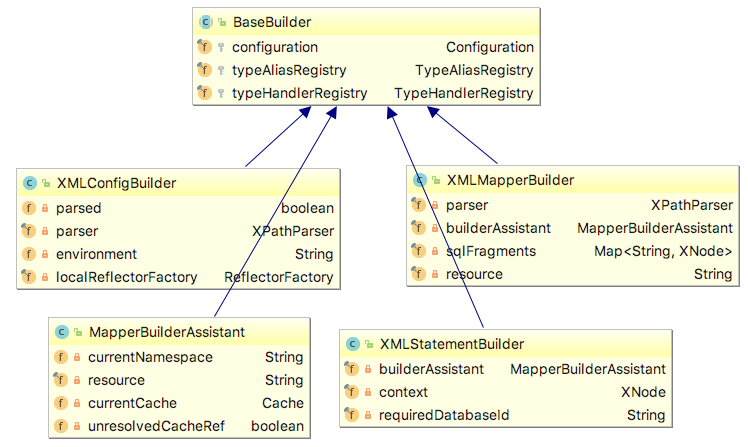 BaseBuilder
configuration Configuration
typeAliasRegistry TypeAliasRegistry
typeHandlerRegistry TypeHandlerRegistry
XMLConfigBuilder
parsed boolean
parser XPathParser
environment String
localReflectorFactory ReflectorFactory
XMLMapperBuilder
parser XPathParser
builderAssistant MapperBuilderAssistant
sqlFragments Map<String, XNode>
resource String
MapperBuilderAssistant
currentNamespace String
resource String
currentCache Cache
unresolvedCacheRef boolean
XMLStatementBuilder
builderAssistant MapperBuilderAssistant
context XNode
requiredDatabaseId String